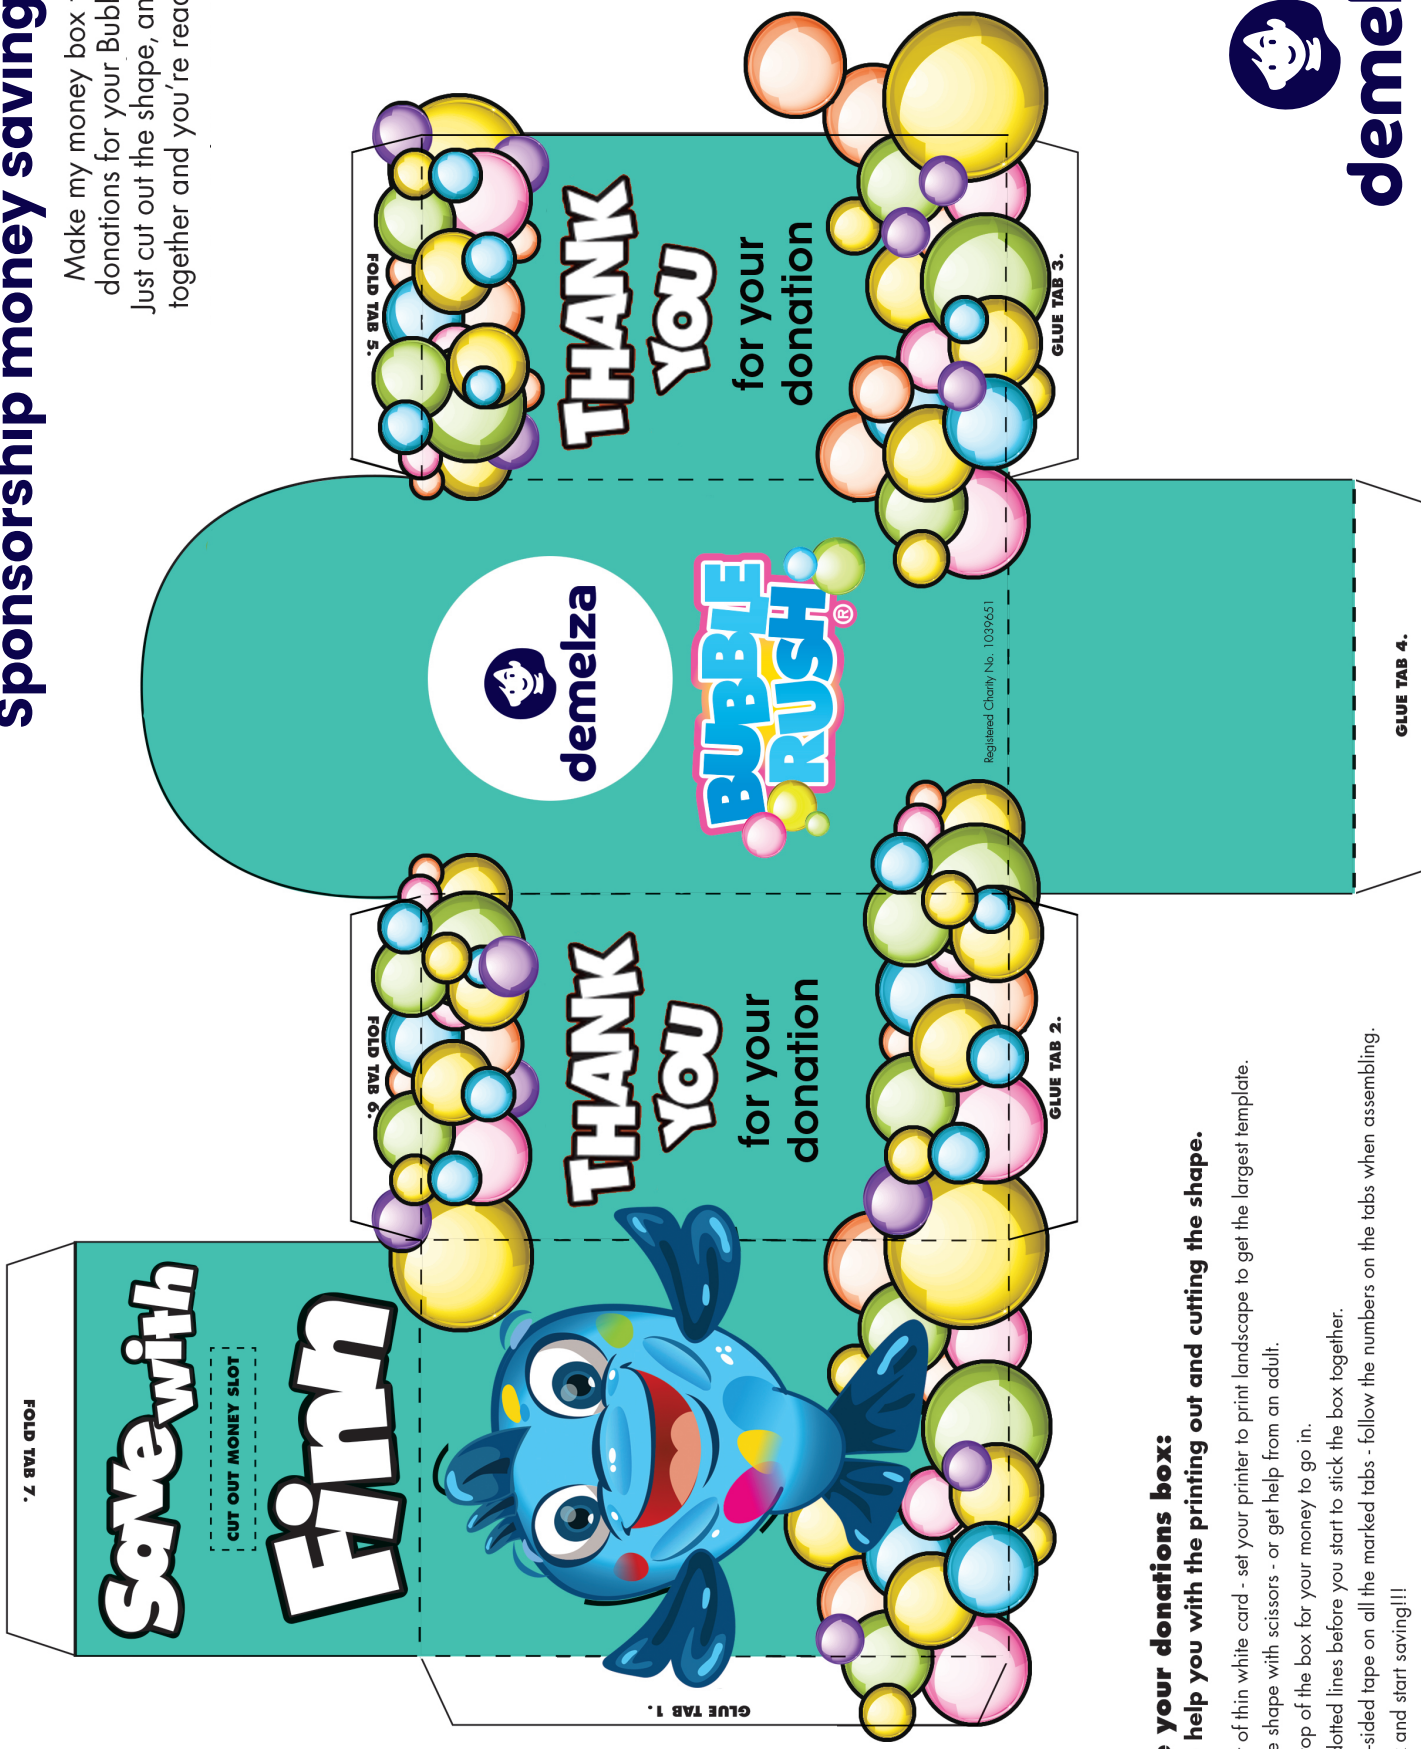 Sponsorship money saving
Make my money box
donations for your Bubb
Just cut out the shape, an
together and you're read
demel
FOLD TAB 5.
THANK
YOU
for your
donation
GLUE TAB 3.
demelza
BUBBLE
RUSH®
Registered Charity No. 1039651
GLUE TAB 4.
FOLD TAB 6.
THANK
YOU
for your
donation
GLUE TAB 2.
FOLD TAB 7.
Save with
CUT OUT MONEY SLOT
Finn
GLUE TAB 1.
your donations box:
help you with the printing out and cutting the shape.
of thin white card - set your printer to print landscape to get the largest template.
shape with scissors - or get help from an adult.
op of the box for your money to go in.
dotted lines before you start to stick the box together.
-sided tape on all the marked tabs - follow the numbers on the tabs when assembling.
and start saving!!!